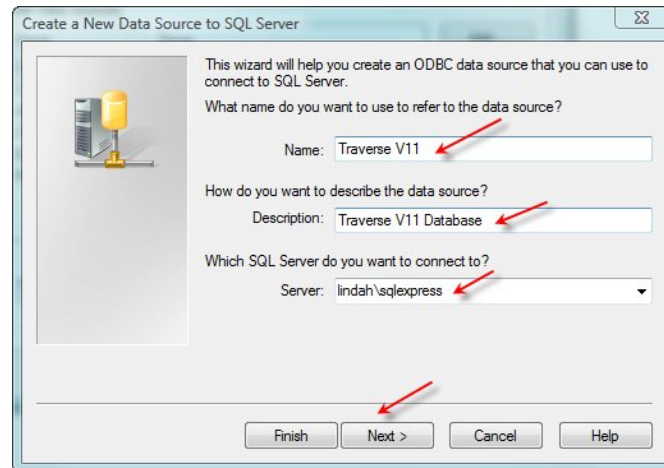 Create a New Data Source to SQL Server
This wizard will help you create an ODBC data source that you can use to
connect to SQL Server.
What name do you want to use to refer to the data source?
Name: Traverse V11
How do you want to describe the data source?
Description: Traverse V11 Database
Which SQL Server do you want to connect to?
Server: lindah\sqlexpress
Finish Next > Cancel Help